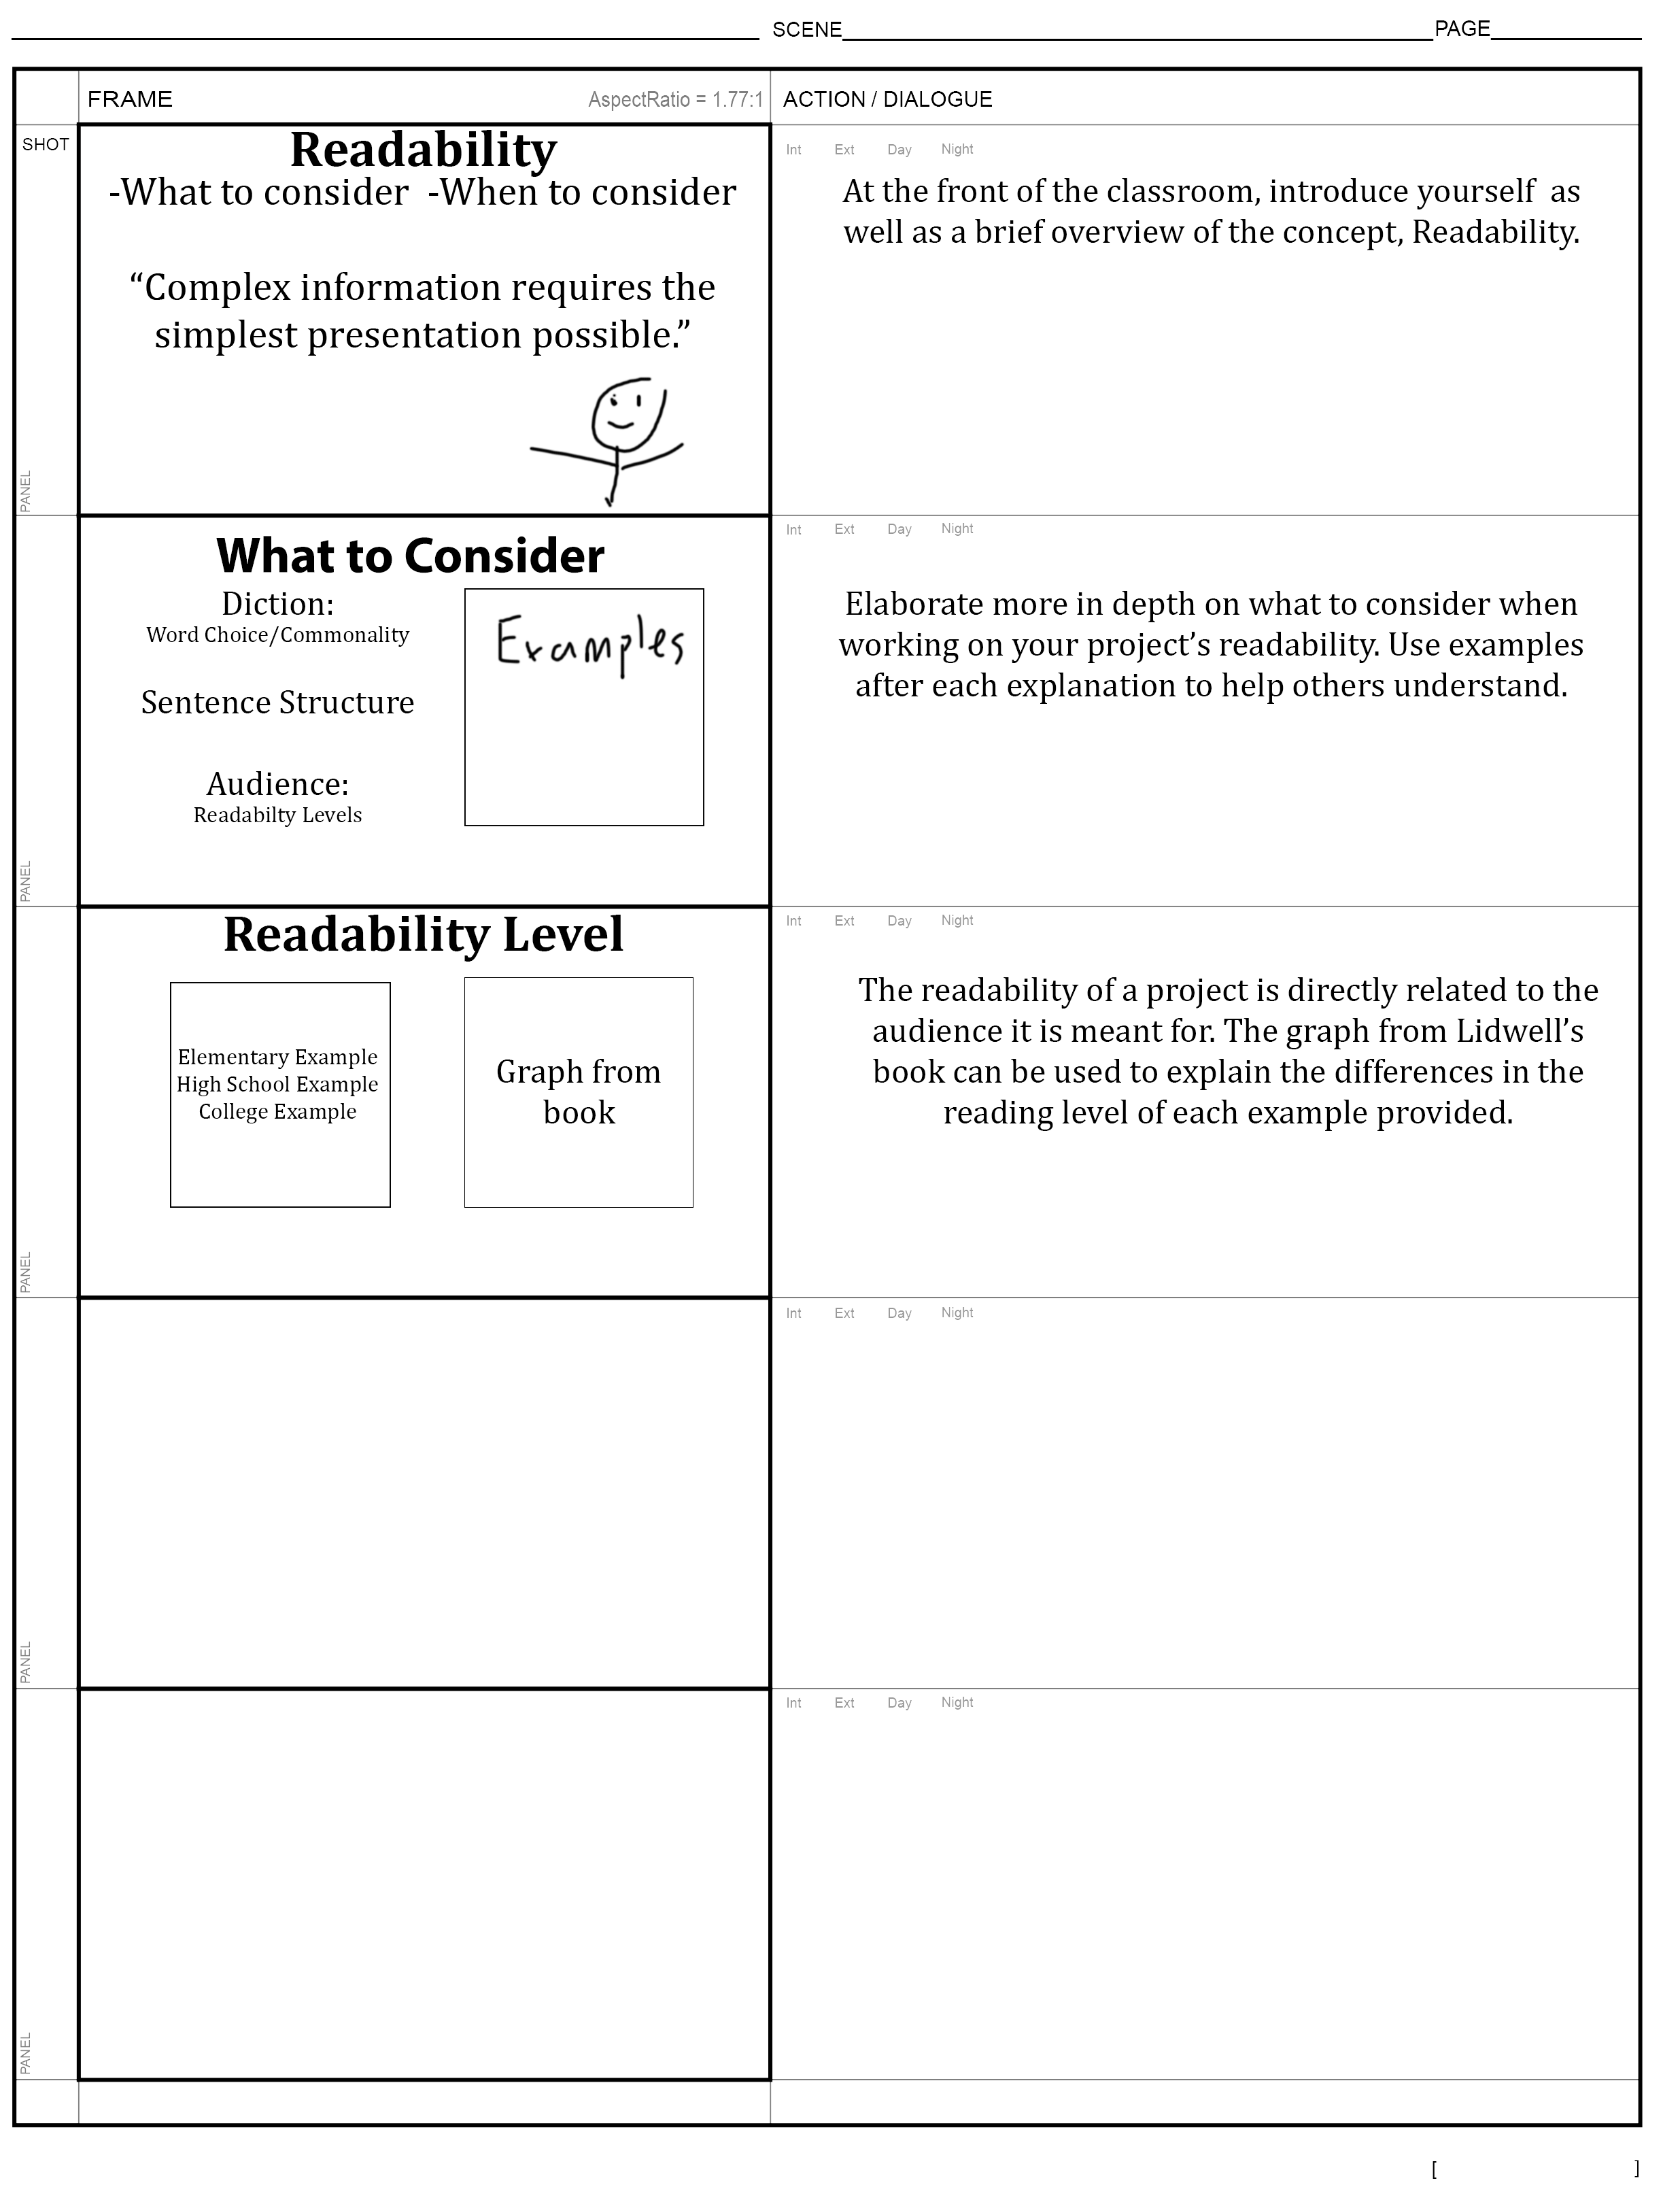 SCENE PAGE
FRAME AspectRatio = 1.77:1 ACTION / DIALOGUE
SHOT
Readability
-What to consider -When to consider
“Complex information requires the
simplest presentation possible.”
PANEL
Int Ext Day Night
At the front of the classroom, introduce yourself as
well as a brief overview of the concept, Readability.
What to Consider
Diction:
Word Choice/Commonality
Sentence Structure
Audience:
Readabilty Levels
Examples
PANEL
Int Ext Day Night
Elaborate more in depth on what to consider when
working on your project’s readability. Use examples
after each explanation to help others understand.
Readability Level
Elementary Example
High School Example
College Example
Graph from
book
PANEL
Int Ext Day Night
The readability of a project is directly related to the
audience it is meant for. The graph from Lidwell’s
book can be used to explain the differences in the
reading level of each example provided.
PANEL
Int Ext Day Night
PANEL
Int Ext Day Night
[ ]